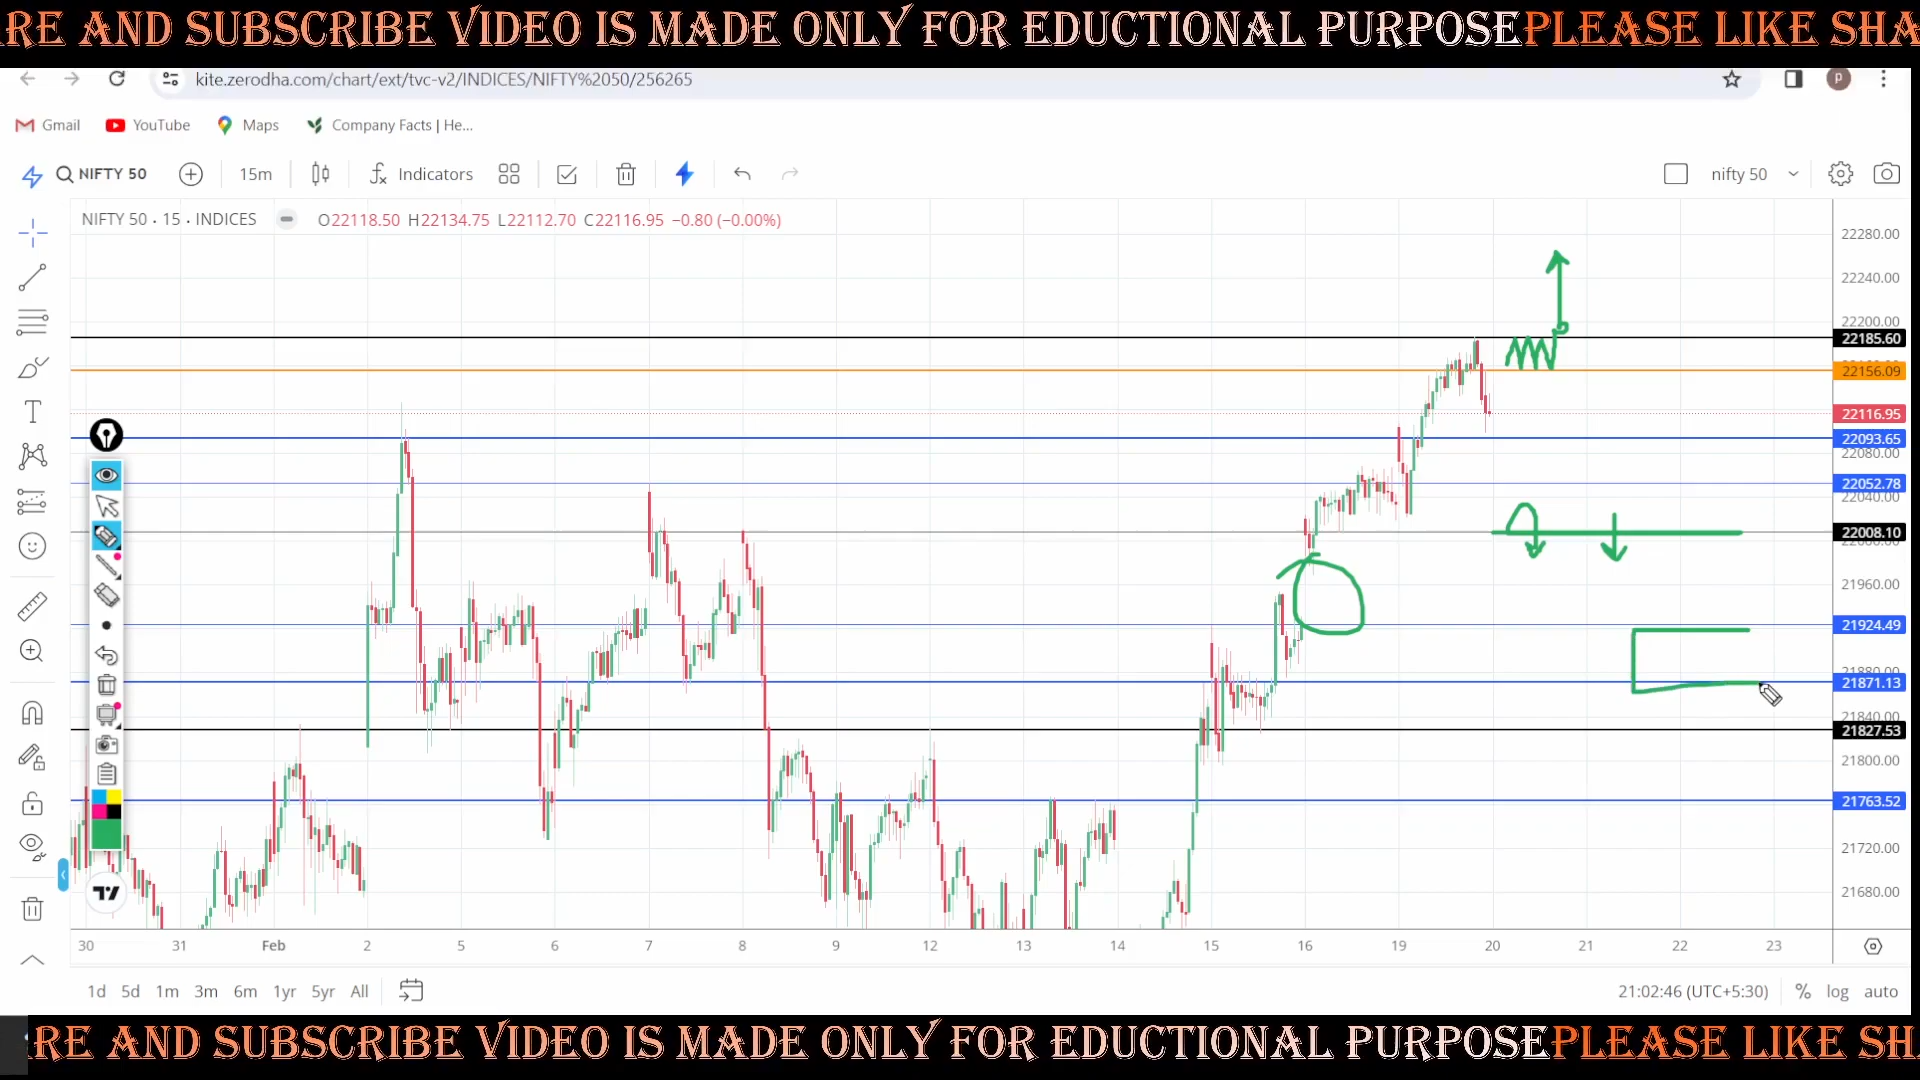 RE AND SUBSCRIBE VIDEO IS MADE ONLY FOR EDUCTIONAL PURPOSEPLEASE LIKE SHA
kite.zerodha.com/chart/ext/tvc-v2/INDICES/NIFTY%2050/256265
P
Gmail YouTube Maps Company Facts | He...
NIFTY 50 15m Indicators nifty 50
NIFTY 50 · 15 · INDICES O22118.50 H22134.75 L22112.70 C22116.95 −0.80 (−0.00%)
22280.00
22240.00
22200.00
22185.60
22156.09
22116.95
22093.65
22080.00
22052.78
22040.00
22008.10
21960.00
21924.49
21880.00
21871.13
21840.00
21827.53
21800.00
21763.52
21720.00
21680.00
30 31 Feb 2 5 6 7 8 9 12 13 14 15 16 19 20 21 22 23
1d 5d 1m 3m 6m 1yr 5yr All 21:02:46 (UTC+5:30) % log auto
RE AND SUBSCRIBE VIDEO IS MADE ONLY FOR EDUCTIONAL PURPOSEPLEASE LIKE SH